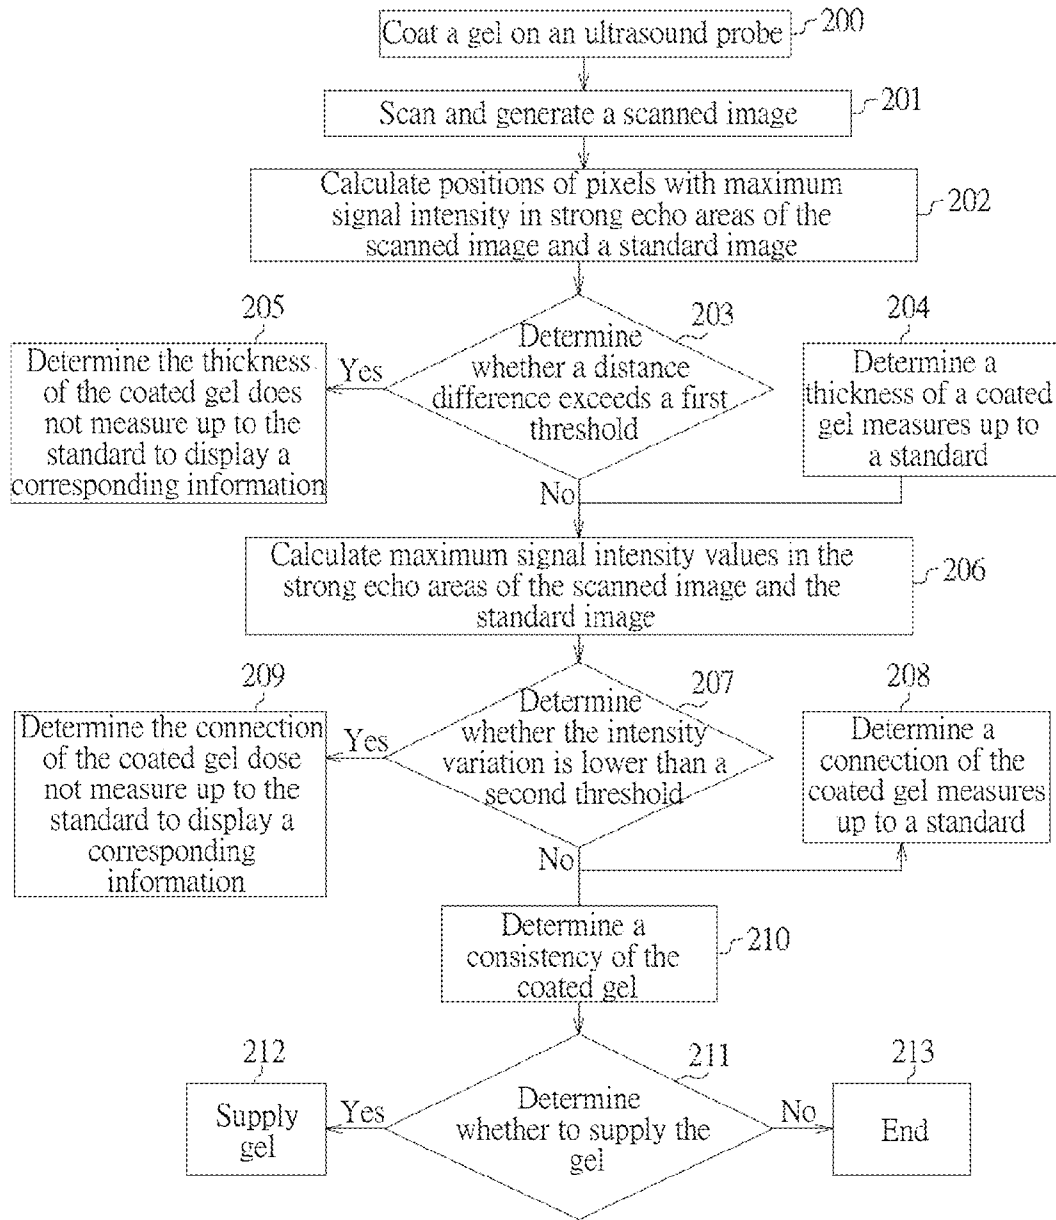 Coat a gel on an ultrasound probe
200
Scan and generate a scanned image
201
Calculate positions of pixels with maximum
signal intensity in strong echo areas of the
scanned image and a standard image
202
205
203
204
Determine the thickness
of the coated gel does
not measure up to the
standard to display a
corresponding information
Yes
Determine
whether a distance
difference exceeds a first
threshold
Determine a
thickness of a coated
gel measures up to
a standard
No
Calculate maximum signal intensity values in the
strong echo areas of the scanned image and the
standard image
206
209
207
208
Determine the connection
of the coated gel dose
not measure up to the
standard to display a
corresponding
information
Yes
Determine
whether the intensity
variation is lower than a
second threshold
Determine a
connection of the
coated gel measures
up to a standard
No
Determine a
consistency of the
coated gel
210
212
211
213
Supply
gel
Yes
Determine
whether to supply the
gel
No
End